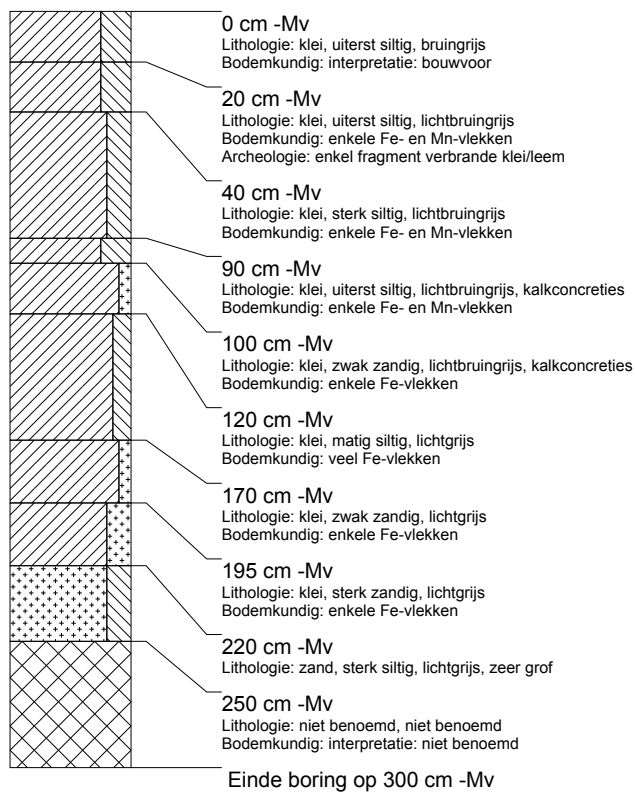 0 cm -Mv
Lithologie: klei, uiterst siltig, bruingrijs
Bodemkundig: interpretatie: bouwvoor
20 cm -Mv
Lithologie: klei, uiterst siltig, lichtbruingrijs
Bodemkundig: enkele Fe- en Mn-vlekken
Archeologie: enkel fragment verbrande klei/leem
40 cm -Mv
Lithologie: klei, sterk siltig, lichtbruingrijs
Bodemkundig: enkele Fe- en Mn-vlekken
90 cm -Mv
Lithologie: klei, uiterst siltig, lichtbruingrijs, kalkconcreties
Bodemkundig: enkele Fe- en Mn-vlekken
100 cm -Mv
Lithologie: klei, zwak zandig, lichtbruingrijs, kalkconcreties
Bodemkundig: enkele Fe-vlekken
120 cm -Mv
Lithologie: klei, matig siltig, lichtgrijs
Bodemkundig: veel Fe-vlekken
170 cm -Mv
Lithologie: klei, zwak zandig, lichtgrijs
Bodemkundig: enkele Fe-vlekken
195 cm -Mv
Lithologie: klei, sterk zandig, lichtgrijs
Bodemkundig: enkele Fe-vlekken
220 cm -Mv
Lithologie: zand, sterk siltig, lichtgrijs, zeer grof
250 cm -Mv
Lithologie: niet benoemd, niet benoemd
Bodemkundig: interpretatie: niet benoemd
Einde boring op 300 cm -Mv